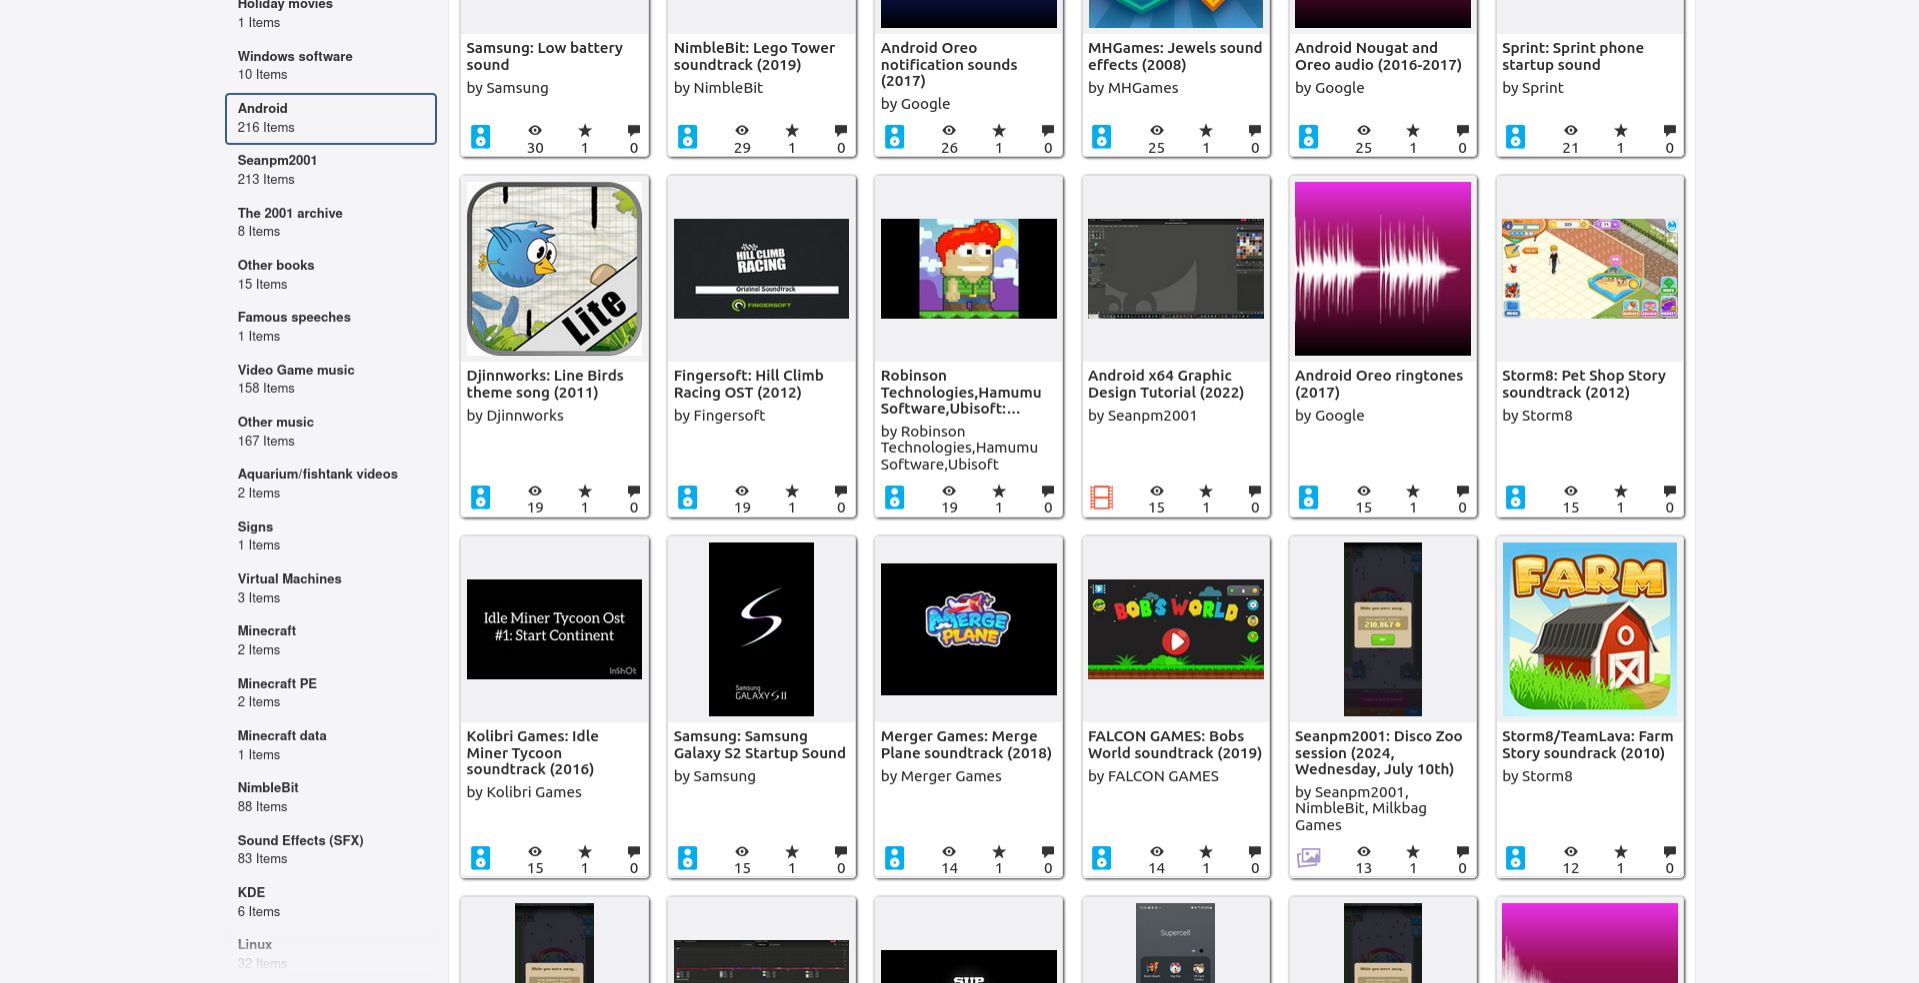 Holiday movies
1 Items
Windows software
10 Items
Android
216 Items
Seanpm2001
213 Items
The 2001 archive
8 Items
Other books
15 Items
Famous speeches
1 Items
Video Game music
158 Items
Other music
167 Items
Aquarium/fishtank videos
2 Items
Signs
1 Items
Virtual Machines
3 Items
Minecraft
2 Items
Minecraft PE
2 Items
Minecraft data
1 Items
NimbleBit
88 Items
Sound Effects (SFX)
83 Items
KDE
6 Items
Linux
32 Items
Samsung: Low battery
sound
by Samsung
30 1 0
NimbleBit: Lego Tower
soundtrack (2019)
by NimbleBit
29 1 0
Android Oreo
notification sounds
(2017)
by Google
26 1 0
MHGames: Jewels sound
effects (2008)
by MHGames
25 1 0
Android Nougat and
Oreo audio (2016-2017)
by Google
25 1 0
Sprint: Sprint phone
startup sound
by Sprint
21 1 0
Lite
Djinnworks: Line Birds
theme song (2011)
by Djinnworks
19 1 0
HILL CLIMB
RACING
Original Soundtrack
FINGERSOFT
Fingersoft: Hill Climb
Racing OST (2012)
by Fingersoft
19 1 0
Robinson
Technologies,Hamumu
Software,Ubisoft:...
by Robinson
Technologies,Hamumu
Software,Ubisoft
19 1 0
Android x64 Graphic
Design Tutorial (2022)
by Seanpm2001
15 1 0
Android Oreo ringtones
(2017)
by Google
15 1 0
Storm8: Pet Shop Story
soundtrack (2012)
by Storm8
15 1 0
Idle Miner Tycoon Ost
#1: Start Continent
InShOt
Kolibri Games: Idle
Miner Tycoon
soundtrack (2016)
by Kolibri Games
15 1 0
Samsung
GALAXY S II
Samsung: Samsung
Galaxy S2 Startup Sound
by Samsung
15 1 0
MERGE
PLANE
Merger Games: Merge
Plane soundtrack (2018)
by Merger Games
14 1 0
BOB'S WORLD
FALCON GAMES: Bobs
World soundtrack (2019)
by FALCON GAMES
14 1 0
While you were away...
210,867
Seanpm2001: Disco Zoo
session (2024,
Wednesday, July 10th)
by Seanpm2001,
NimbleBit, Milkbag
Games
13 1 0
FARM
Storm8/TeamLava: Farm
Story soundrack (2010)
by Storm8
12 1 0
While you were away...
Supercell
While you were away...